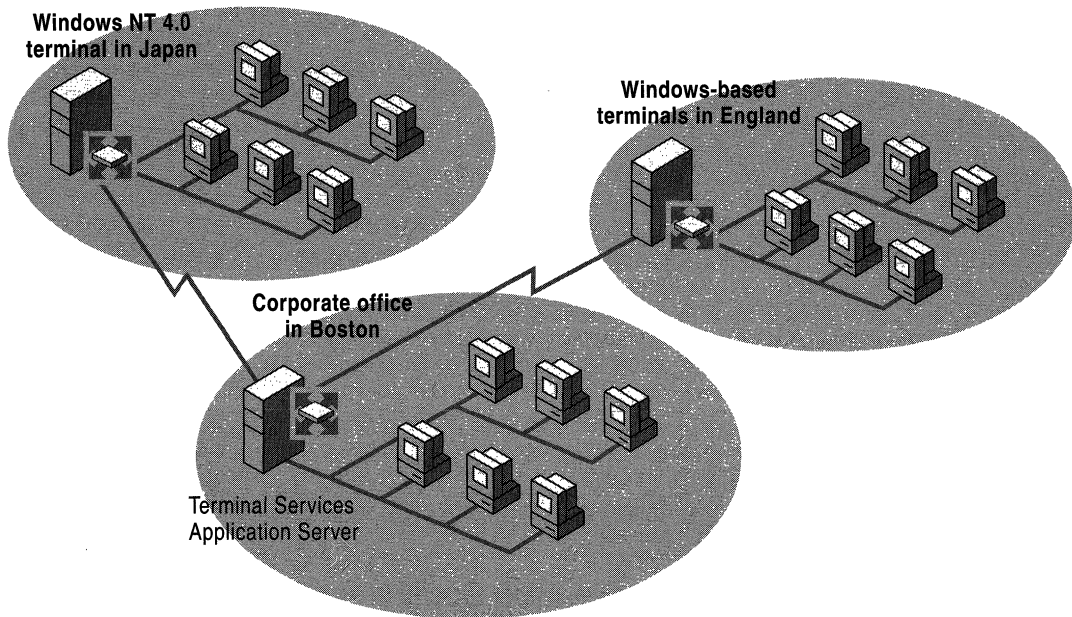 Windows NT 4.0
terminal in Japan
Windows-based
terminals in England
Corporate office
in Boston
Terminal Services
Application Server